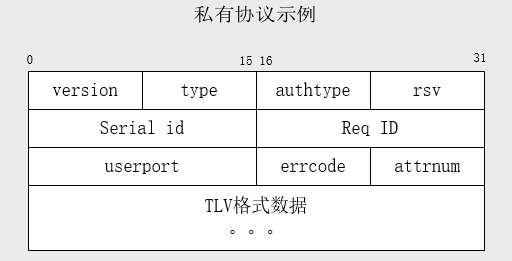 私有协议示例
0 15 16 31
version type authtype rsv
Serial id Req ID
userport errcode attrnum
TLV格式数据
。。。